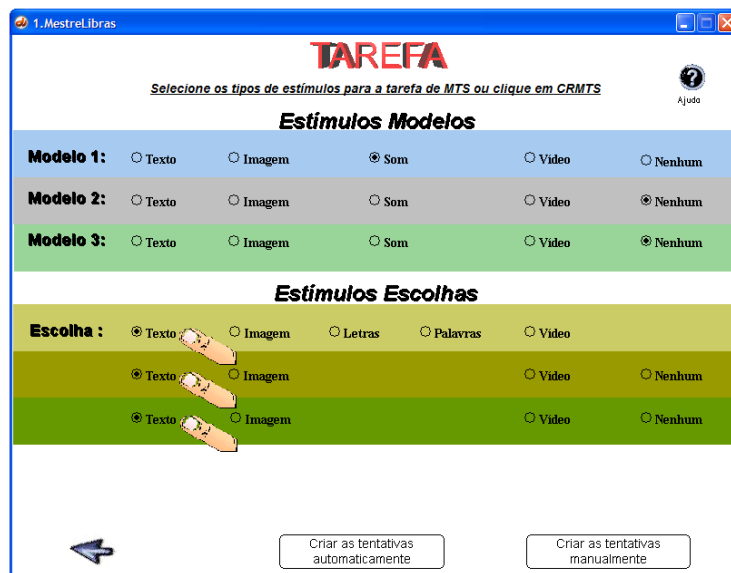 1.MestreLibras
TAREFA
Selecione os tipos de estímulos para a tarefa de MTS ou clique em CRMTS
Ajuda
Estímulos Modelos
Modelo 1: Texto Imagem Som Vídeo Nenhum
Modelo 2: Texto Imagem Som Vídeo Nenhum
Modelo 3: Texto Imagem Som Vídeo Nenhum
Estímulos Escolhas
Escolha : Texto Imagem Letras Palavras Vídeo
Texto Imagem Vídeo Nenhum
Texto Imagem Vídeo Nenhum
Criar as tentativas
automaticamente
Criar as tentativas
manualmente